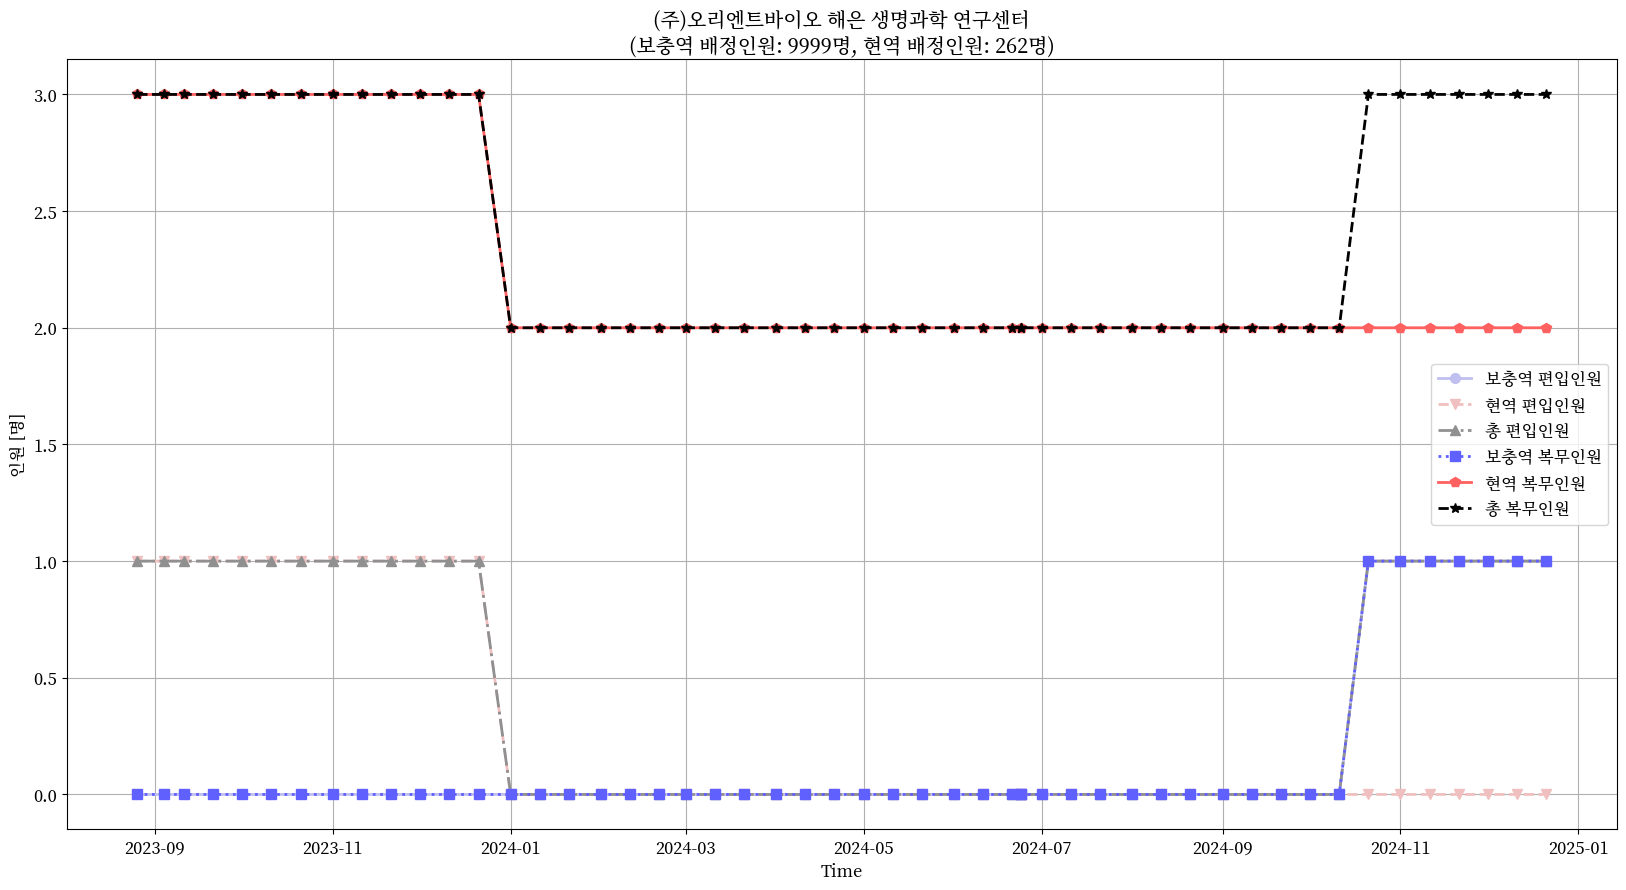 (주)오리엔트바이오 해은 생명과학 연구센터
(보충역 배정인원: 9999명, 현역 배정인원: 262명)
3.0
2.5
2.0
1.5
1.0
0.5
0.0
인원 [명]
보충역 편입인원
현역 편입인원
총 편입인원
보충역 복무인원
현역 복무인원
총 복무인원
2023-09
2023-11
2024-01
2024-03
2024-05
2024-07
2024-09
2024-11
2025-01
Time